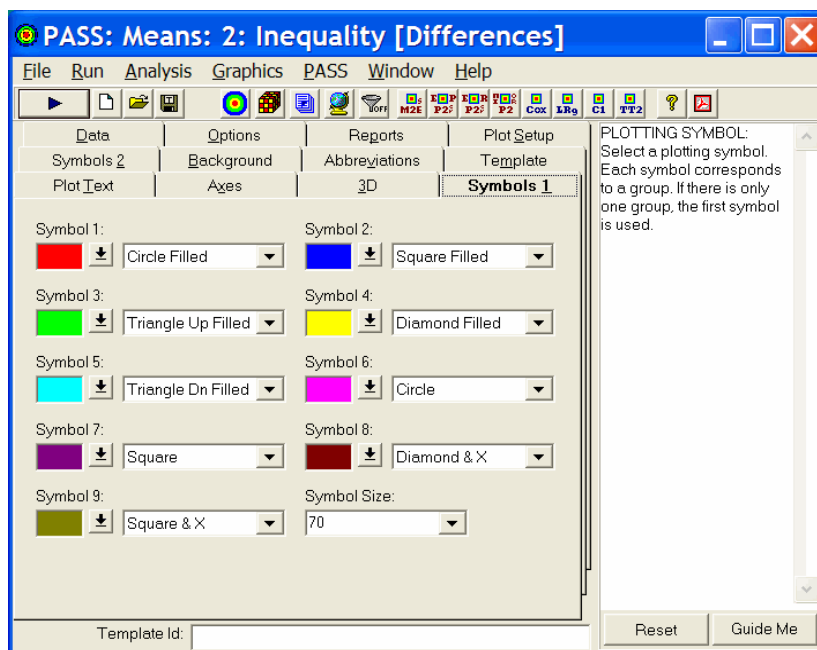 PASS: Means: 2: Inequality [Differences]
File Run Analysis Graphics PASS Window Help
OFF M2E P2 P2 P2 Cox LRg C1 TT2
Data Options Reports Plot Setup
Symbols 2 Background Abbreviations Template
Plot Text Axes 3D Symbols 1
Symbol 1: Symbol 2:
Circle Filled Square Filled
Symbol 3: Symbol 4:
Triangle Up Filled Diamond Filled
Symbol 5: Symbol 6:
Triangle Dn Filled Circle
Symbol 7: Symbol 8:
Square Diamond & X
Symbol 9: Symbol Size:
Square & X 70
Template Id:
PLOTTING SYMBOL:
Select a plotting symbol.
Each symbol corresponds
to a group. If there is only
one group, the first symbol
is used.
Reset Guide Me